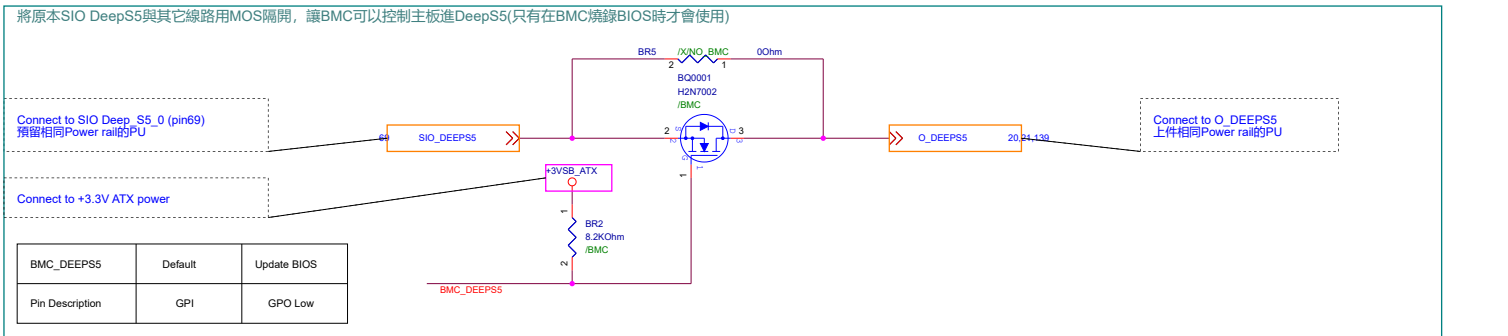 將原本SIO DeepS5與其它線路用MOS隔開，讓BMC可以控制主板進DeepS5(只有在BMC燒錄BIOS時才會使用)
BR5 /X/NO_BMC 0Ohm
2 1
BQ0001
H2N7002
/BMC
Connect to SIO Deep_S5_0 (pin69)
預留相同Power rail的PU
69 SIO_DEEPS5
2 S 2 D 3 3
G 1
1
O_DEEPS5 20,21,139
Connect to O_DEEPS5
上件相同Power rail的PU
+3VSB_ATX
Connect to +3.3V ATX power
1
BR2
8.2KOhm
/BMC
2
BMC_DEEPS5
BMC_DEEPS5 Default Update BIOS
Pin Description GPI GPO Low